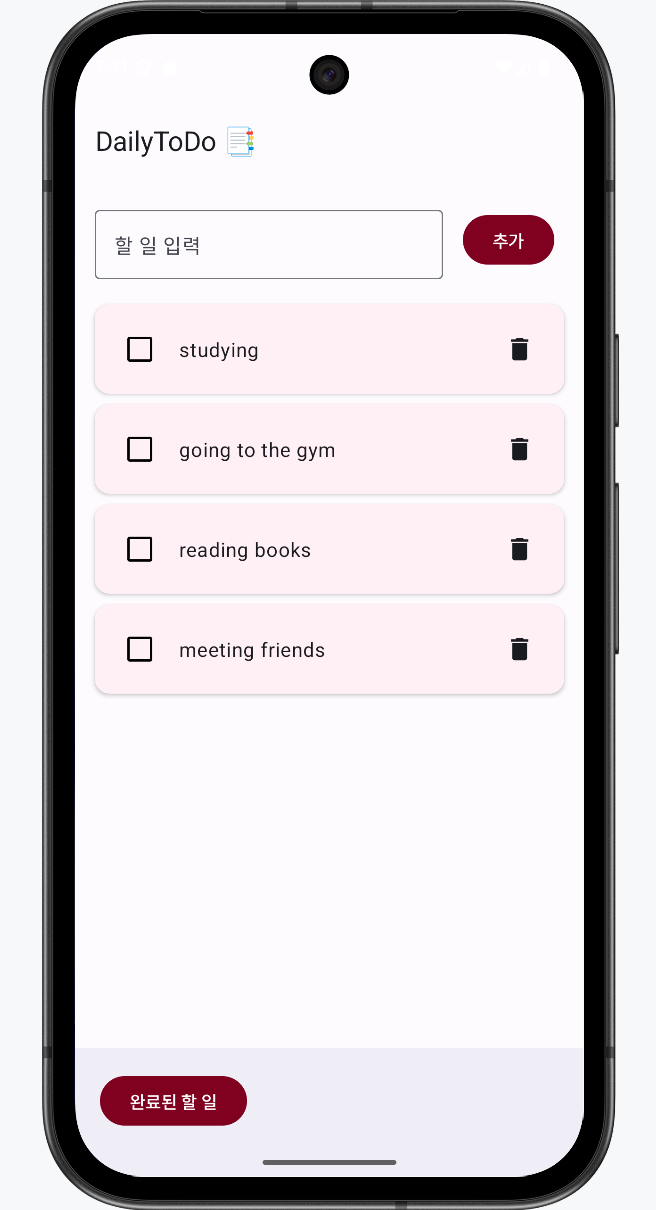 DailyToDo 📑
할 일 입력
추가
studying
going to the gym
reading books
meeting friends
완료된 할 일